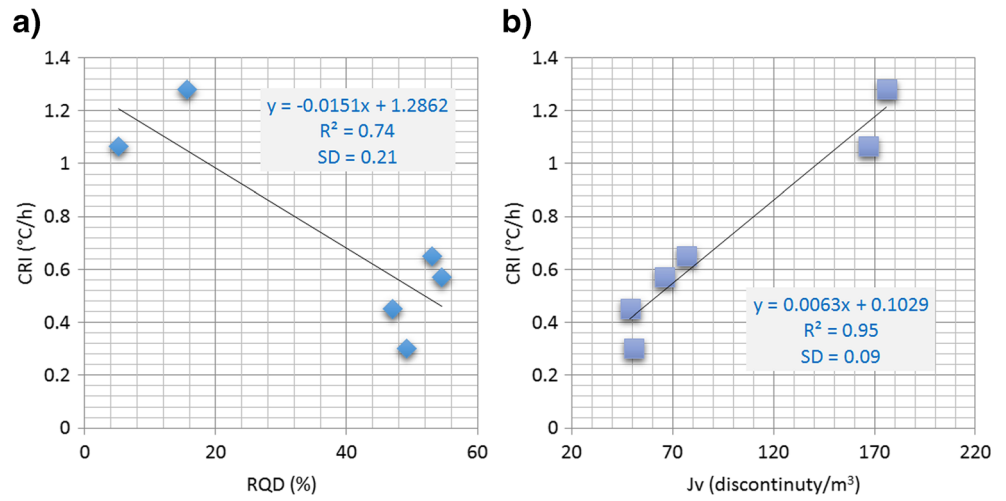 a)
CRI (°C/h)
1.4
1.2
1
0.8
0.6
0.4
0.2
0
y = -0.0151x + 1.2862
R² = 0.74
SD = 0.21
0 20 40 60
RQD (%)
b)
CRI (°C/h)
1.4
1.2
1
0.8
0.6
0.4
0.2
0
y = 0.0063x + 0.1029
R² = 0.95
SD = 0.09
20 70 120 170 220
Jv (discontinuty/m³)